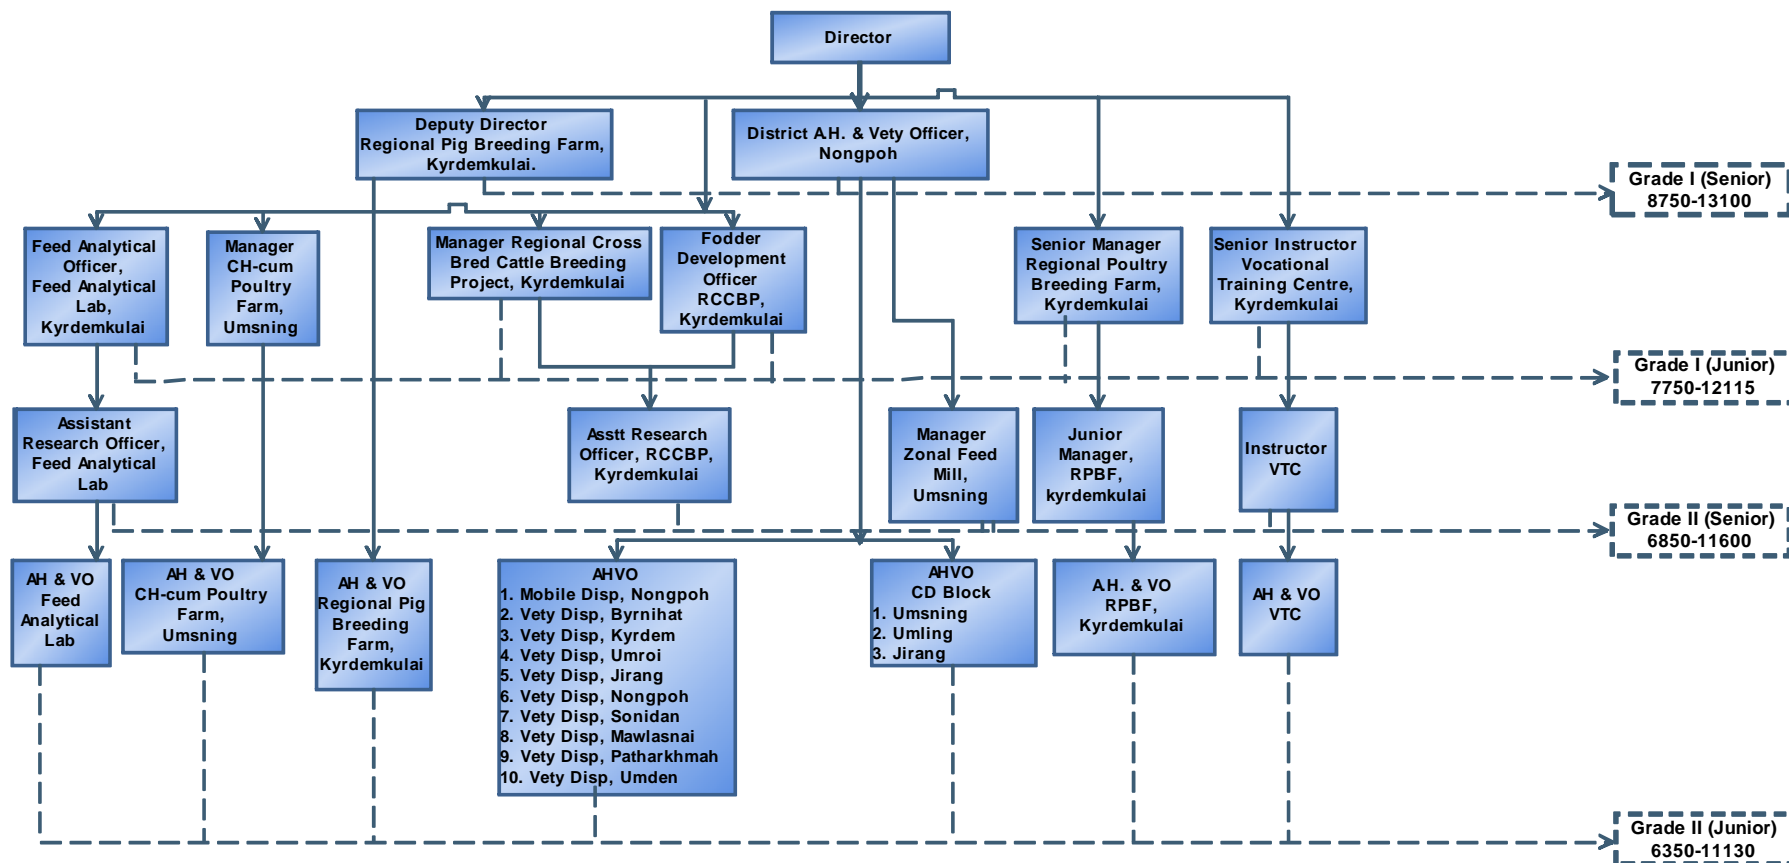 Director
Deputy Director
Regional Pig Breeding Farm,
Kyrdemkulai.
District A.H. & Vety Officer,
Nongpoh
Grade I (Senior)
8750-13100
Feed Analytical
Officer,
Feed Analytical
Lab,
Kyrdemkulai
Manager
CH-cum
Poultry
Farm,
Umsning
Manager Regional Cross
Bred Cattle Breeding
Project, Kyrdemkulai
Fodder
Development
Officer
RCCBP,
Kyrdemkulai
Senior Manager
Regional Poultry
Breeding Farm,
Kyrdemkulai
Senior Instructor
Vocational
Training Centre,
Kyrdemkulai
Grade I (Junior)
7750-12115
Assistant
Research Officer,
Feed Analytical
Lab
Asstt Research
Officer, RCCBP,
Kyrdemkulai
Manager
Zonal Feed
Mill,
Umsning
Junior
Manager,
RPBF,
kyrdemkulai
Instructor
VTC
Grade II (Senior)
6850-11600
AH & VO
Feed
Analytical
Lab
AH & VO
CH-cum Poultry
Farm,
Umsning
AH & VO
Regional Pig
Breeding
Farm,
Kyrdemkulai
AHVO
1. Mobile Disp, Nongpoh
2. Vety Disp, Byrnihat
3. Vety Disp, Kyrdem
4. Vety Disp, Umroi
5. Vety Disp, Jirang
6. Vety Disp, Nongpoh
7. Vety Disp, Sonidan
8. Vety Disp, Mawlasnai
9. Vety Disp, Patharkhmah
10. Vety Disp, Umden
AHVO
CD Block
1. Umsning
2. Umling
3. Jirang
A.H. & VO
RPBF,
Kyrdemkulai
AH & VO
VTC
Grade II (Junior)
6350-11130